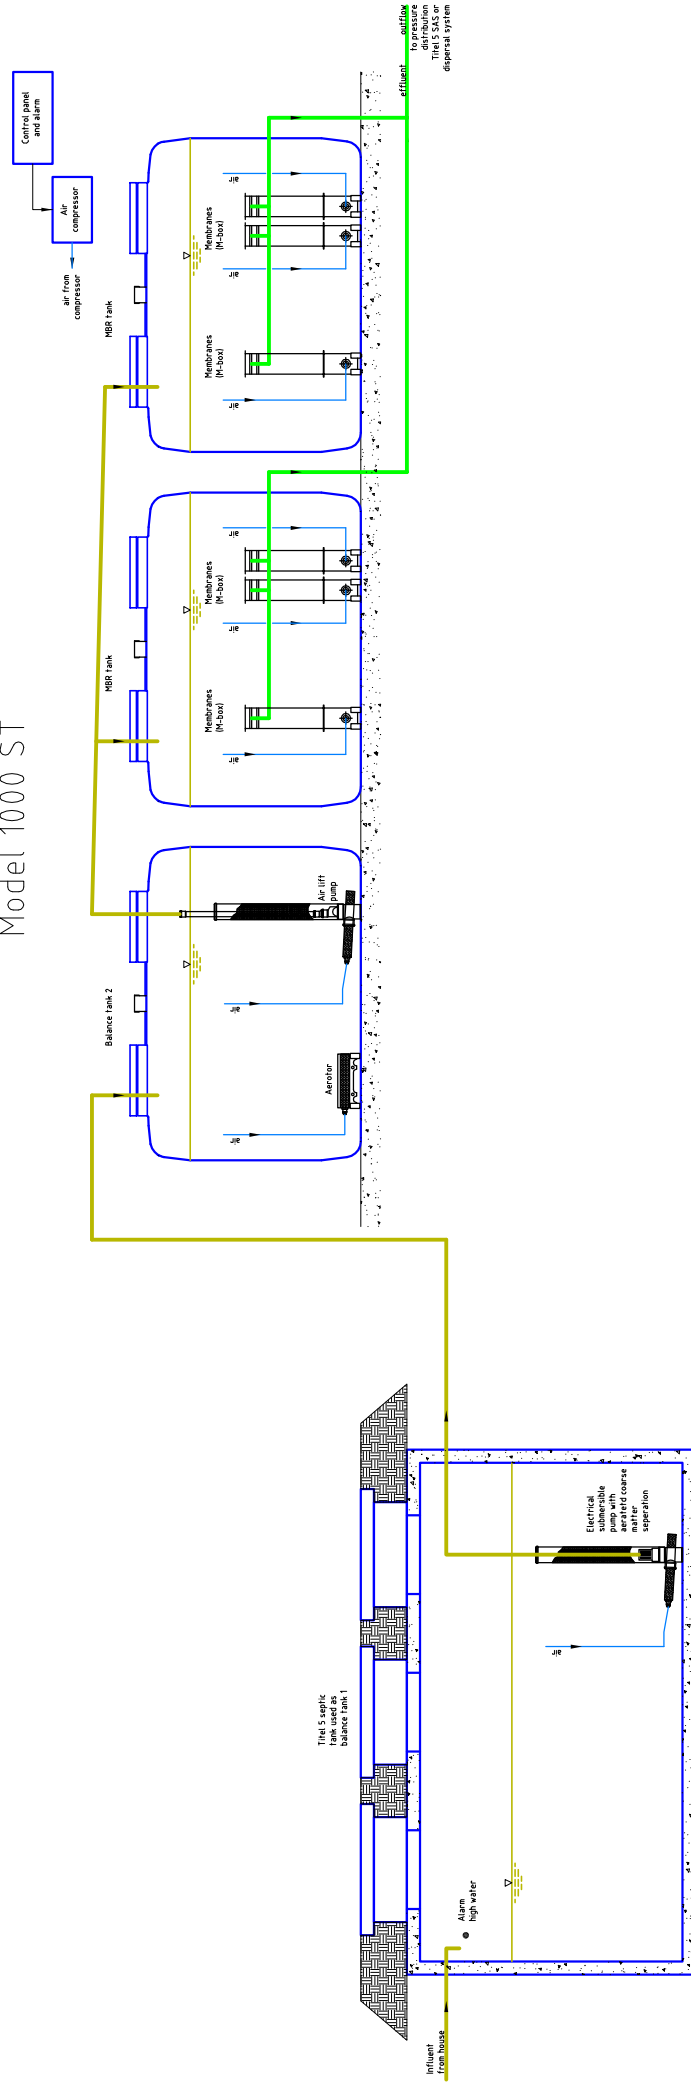 Model 1000 ST
Influent
from house
Alarm
high water
Titel 5 septic
tank used as
balance tank 1
air
Electrical
submersible
pump with
aeratetd coarse
matter
seperation
Balance tank 2
air
Aerotor
air
Air lift
pump
MBR tank
air
Membranes
(M-box)
air
Membranes
(M-box)
air
MBR tank
air
Membranes
(M-box)
air
Membranes
(M-box)
air
air from
compressor
Air
compressor
Control panel
and alarm
effluent
outflow
to pressure
distribution
Titel 5 SAS or
dispersal system